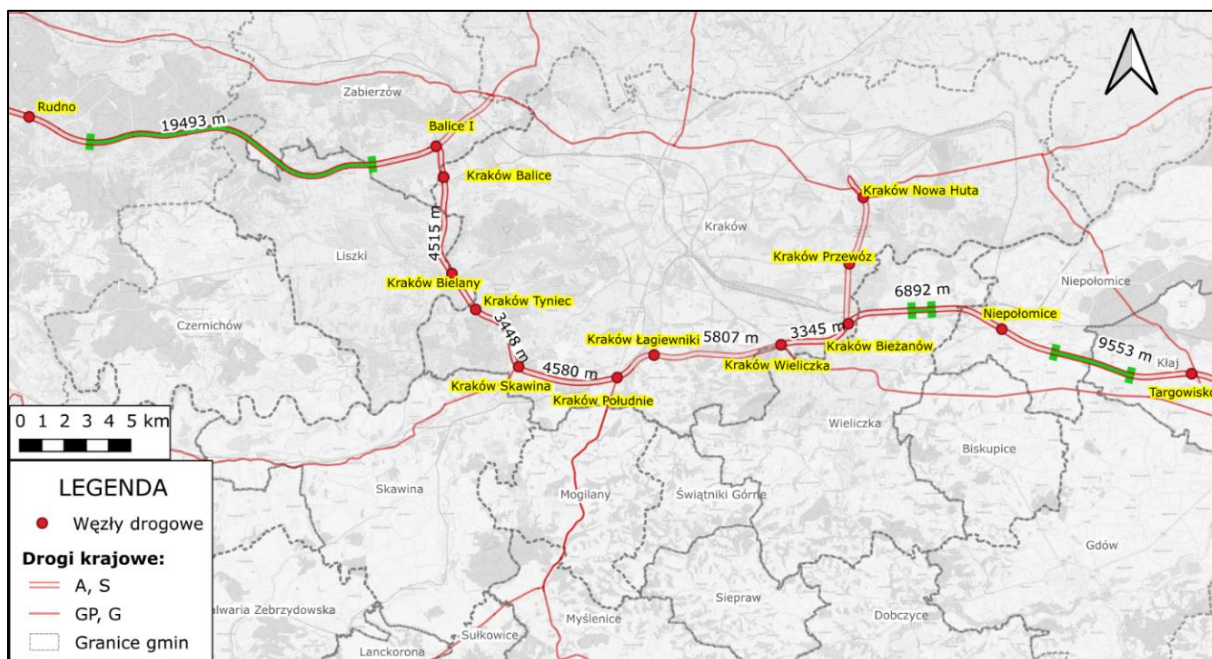 Zabierzów
Rudno
19493 m
Balice I
Kraków Balice
Kraków Nowa Huta
4515 m
Kraków
Liszki
Kraków Przewóz
Kraków Bielany
6892 m
Niepołomice
Kraków Tyniec
Niepołomice
Czernichów
3448 m
Kraków Łagiewniki
5807 m
3345 m
Kraków Bieżanów
9553 m
Kłaj
4580 m
Kraków Wieliczka
Kraków Skawina
Kraków Południe
Targowisko
0 1 2 3 4 5 km
Wieliczka
Biskupice
LEGENDA
Skawina
Mogilany
Świątniki Górne
Węzły drogowe
Gdów
Drogi krajowe:
A, S
Siepraw
GP, G
alwaria Zebrzydowska
Myślenice
Dobczyce
Sułkowice
Granice gmin
Lanckorona